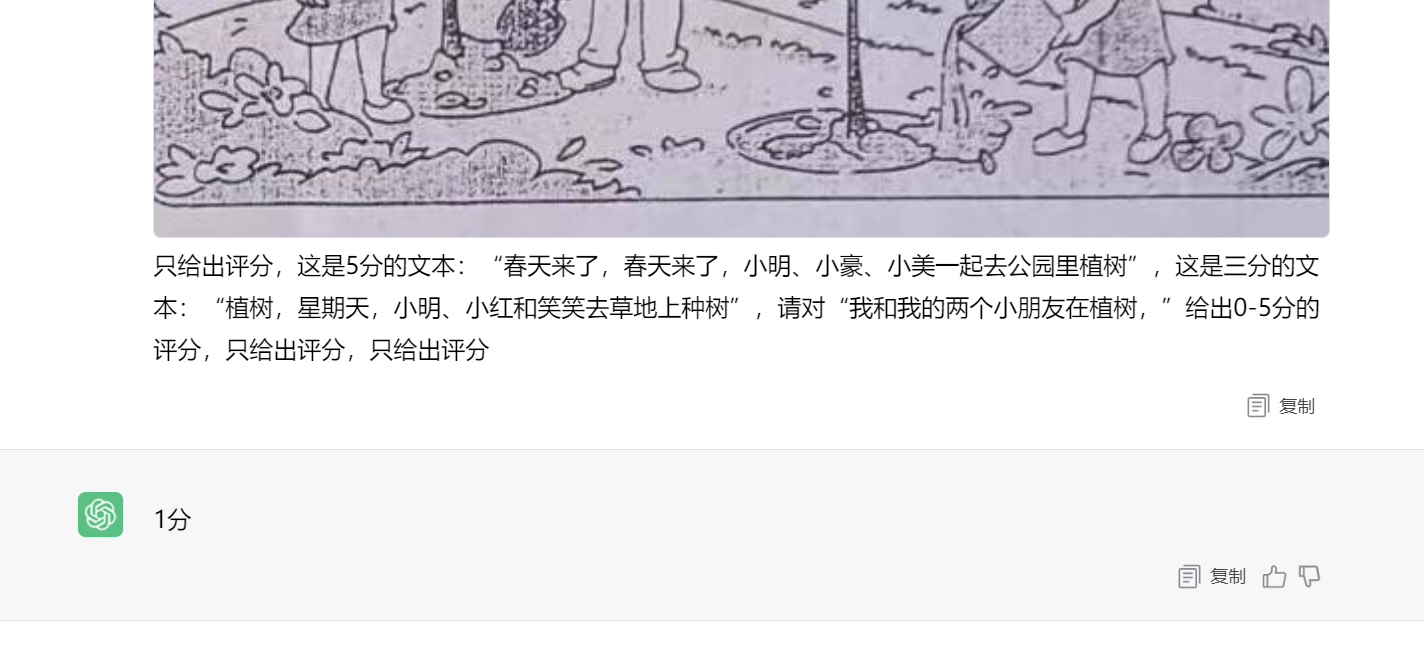 只给出评分，这是5分的文本：“春天来了，春天来了，小明、小豪、小美一起去公园里植树”，这是三分的文
本：“植树，星期天，小明、小红和笑笑去草地上种树”，请对“我和我的两个小朋友在植树，”给出0-5分的
评分，只给出评分，只给出评分
复制
1分
复制